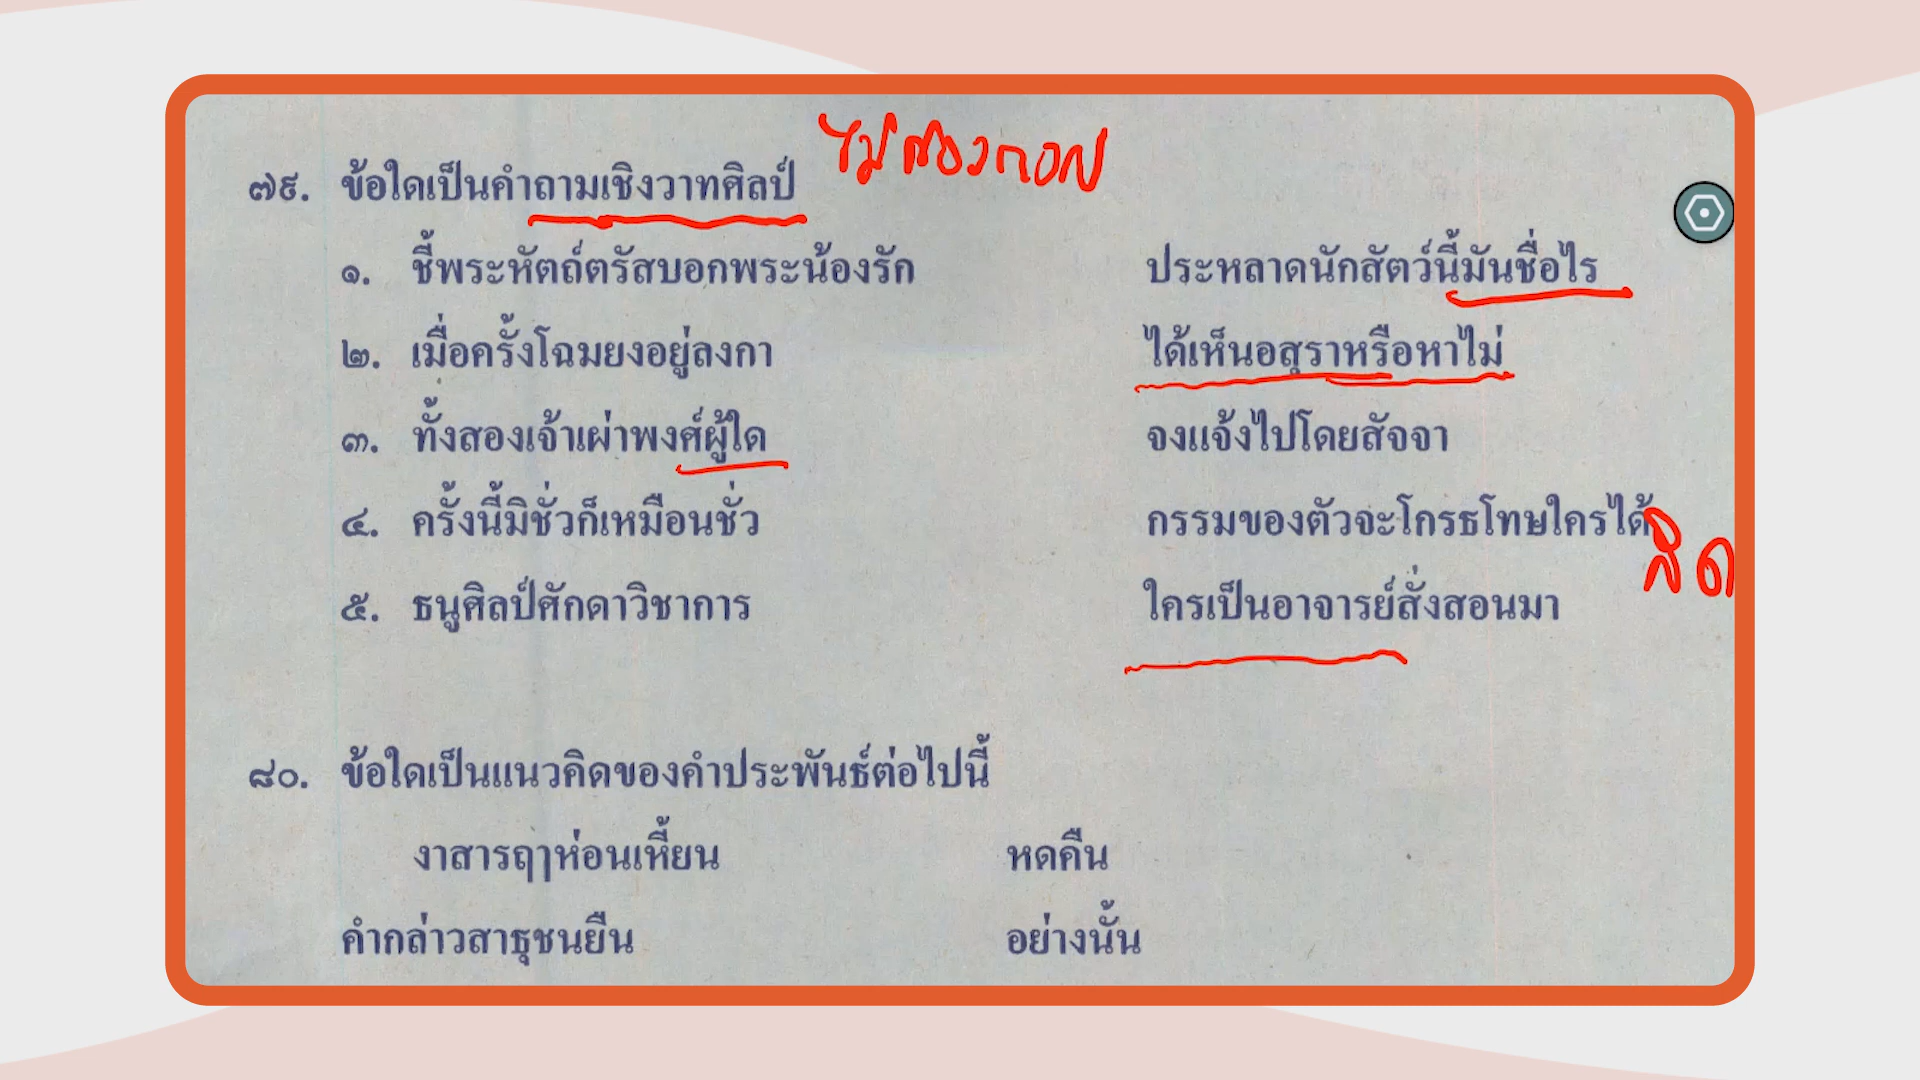 ไม่ต้องตอบ
๗๙. ข้อใดเป็นคำถามเชิงวาทศิลป์
๑. ชี้พระหัตถ์ตรัสบอกพระน้องรัก ประหลาดนักสัตว์นี้มันชื่อไร
๒. เมื่อครั้งโฉมยงอยู่ลงกา ได้เห็นอสุราหรือหาไม่
๓. ทั้งสองเจ้าเผ่าพงศ์ผู้ใด จงแจ้งไปโดยสัจจา
๔. ครั้งนี้มิชั่วก็เหมือนชั่ว กรรมของตัวจะโกรธโทษใครได้
๕. ธนูศิลป์ศักดาวิชาการ ใครเป็นอาจารย์สั่งสอนมา
๘๐. ข้อใดเป็นแนวคิดของคำประพันธ์ต่อไปนี้
งาสารฤๅห่อนเหี้ยน หดคืน
คำกล่าวสาธุชนยืน อย่างนั้น